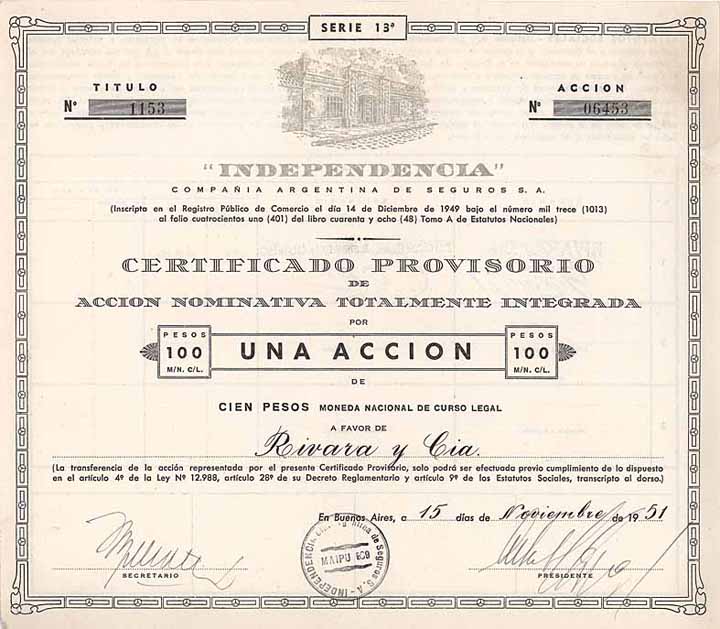 SERIE 13ª
TITULO
Nº 1153
ACCION
Nº 06453
"INDEPENDENCIA"
COMPAÑIA ARGENTINA DE SEGUROS S. A.
(Inscripta en el Registro Público de Comercio el día 14 de Diciembre de 1949 bajo el número mil trece (1013)
al folio cuatrocientos uno (401) del libro cuarenta y ocho (48) Tomo A de Estatutos Nacionales)
CERTIFICADO PROVISORIO
DE
ACCION NOMINATIVA TOTALMENTE INTEGRADA
POR
PESOS
100
M/N. C/L.
UNA ACCION
PESOS
100
M/N. C/L.
DE
CIEN PESOS MONEDA NACIONAL DE CURSO LEGAL
A FAVOR DE
Rivara y Cia.
(La transferencia de la acción representada por el presente Certificado Provisório, solo podrá ser efectuada previo cumplimiento de lo dispuesto
en el artículo 4º de la Ley Nº 12.988, artículo 28º de su Decreto Reglamentario y artículo 9º de los Estatutos Sociales, transcripto al dorso.)
En Buenos Aires, a 15 días de Noviembre de 1951
INDEPENDENCIA de Seguros S. A.
MAIPU
SECRETARIO
PRESIDENTE